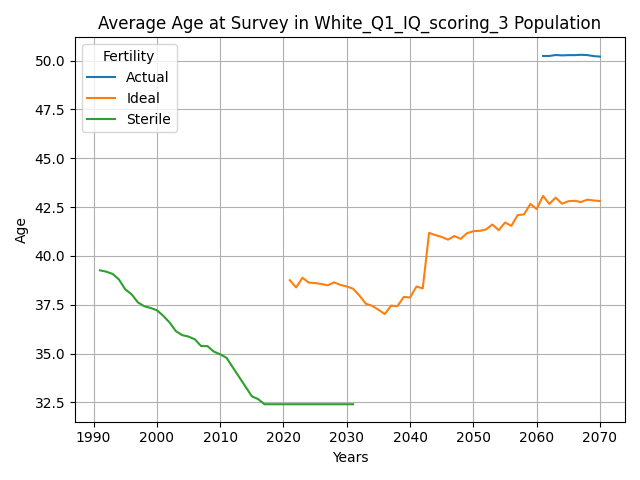 Average Age at Survey in White_Q1_IQ_scoring_3 Population
Fertility
Actual
Ideal
Sterile
50.0
47.5
45.0
42.5
40.0
37.5
35.0
32.5
Age
1990 2000 2010 2020 2030 2040 2050 2060 2070
Years